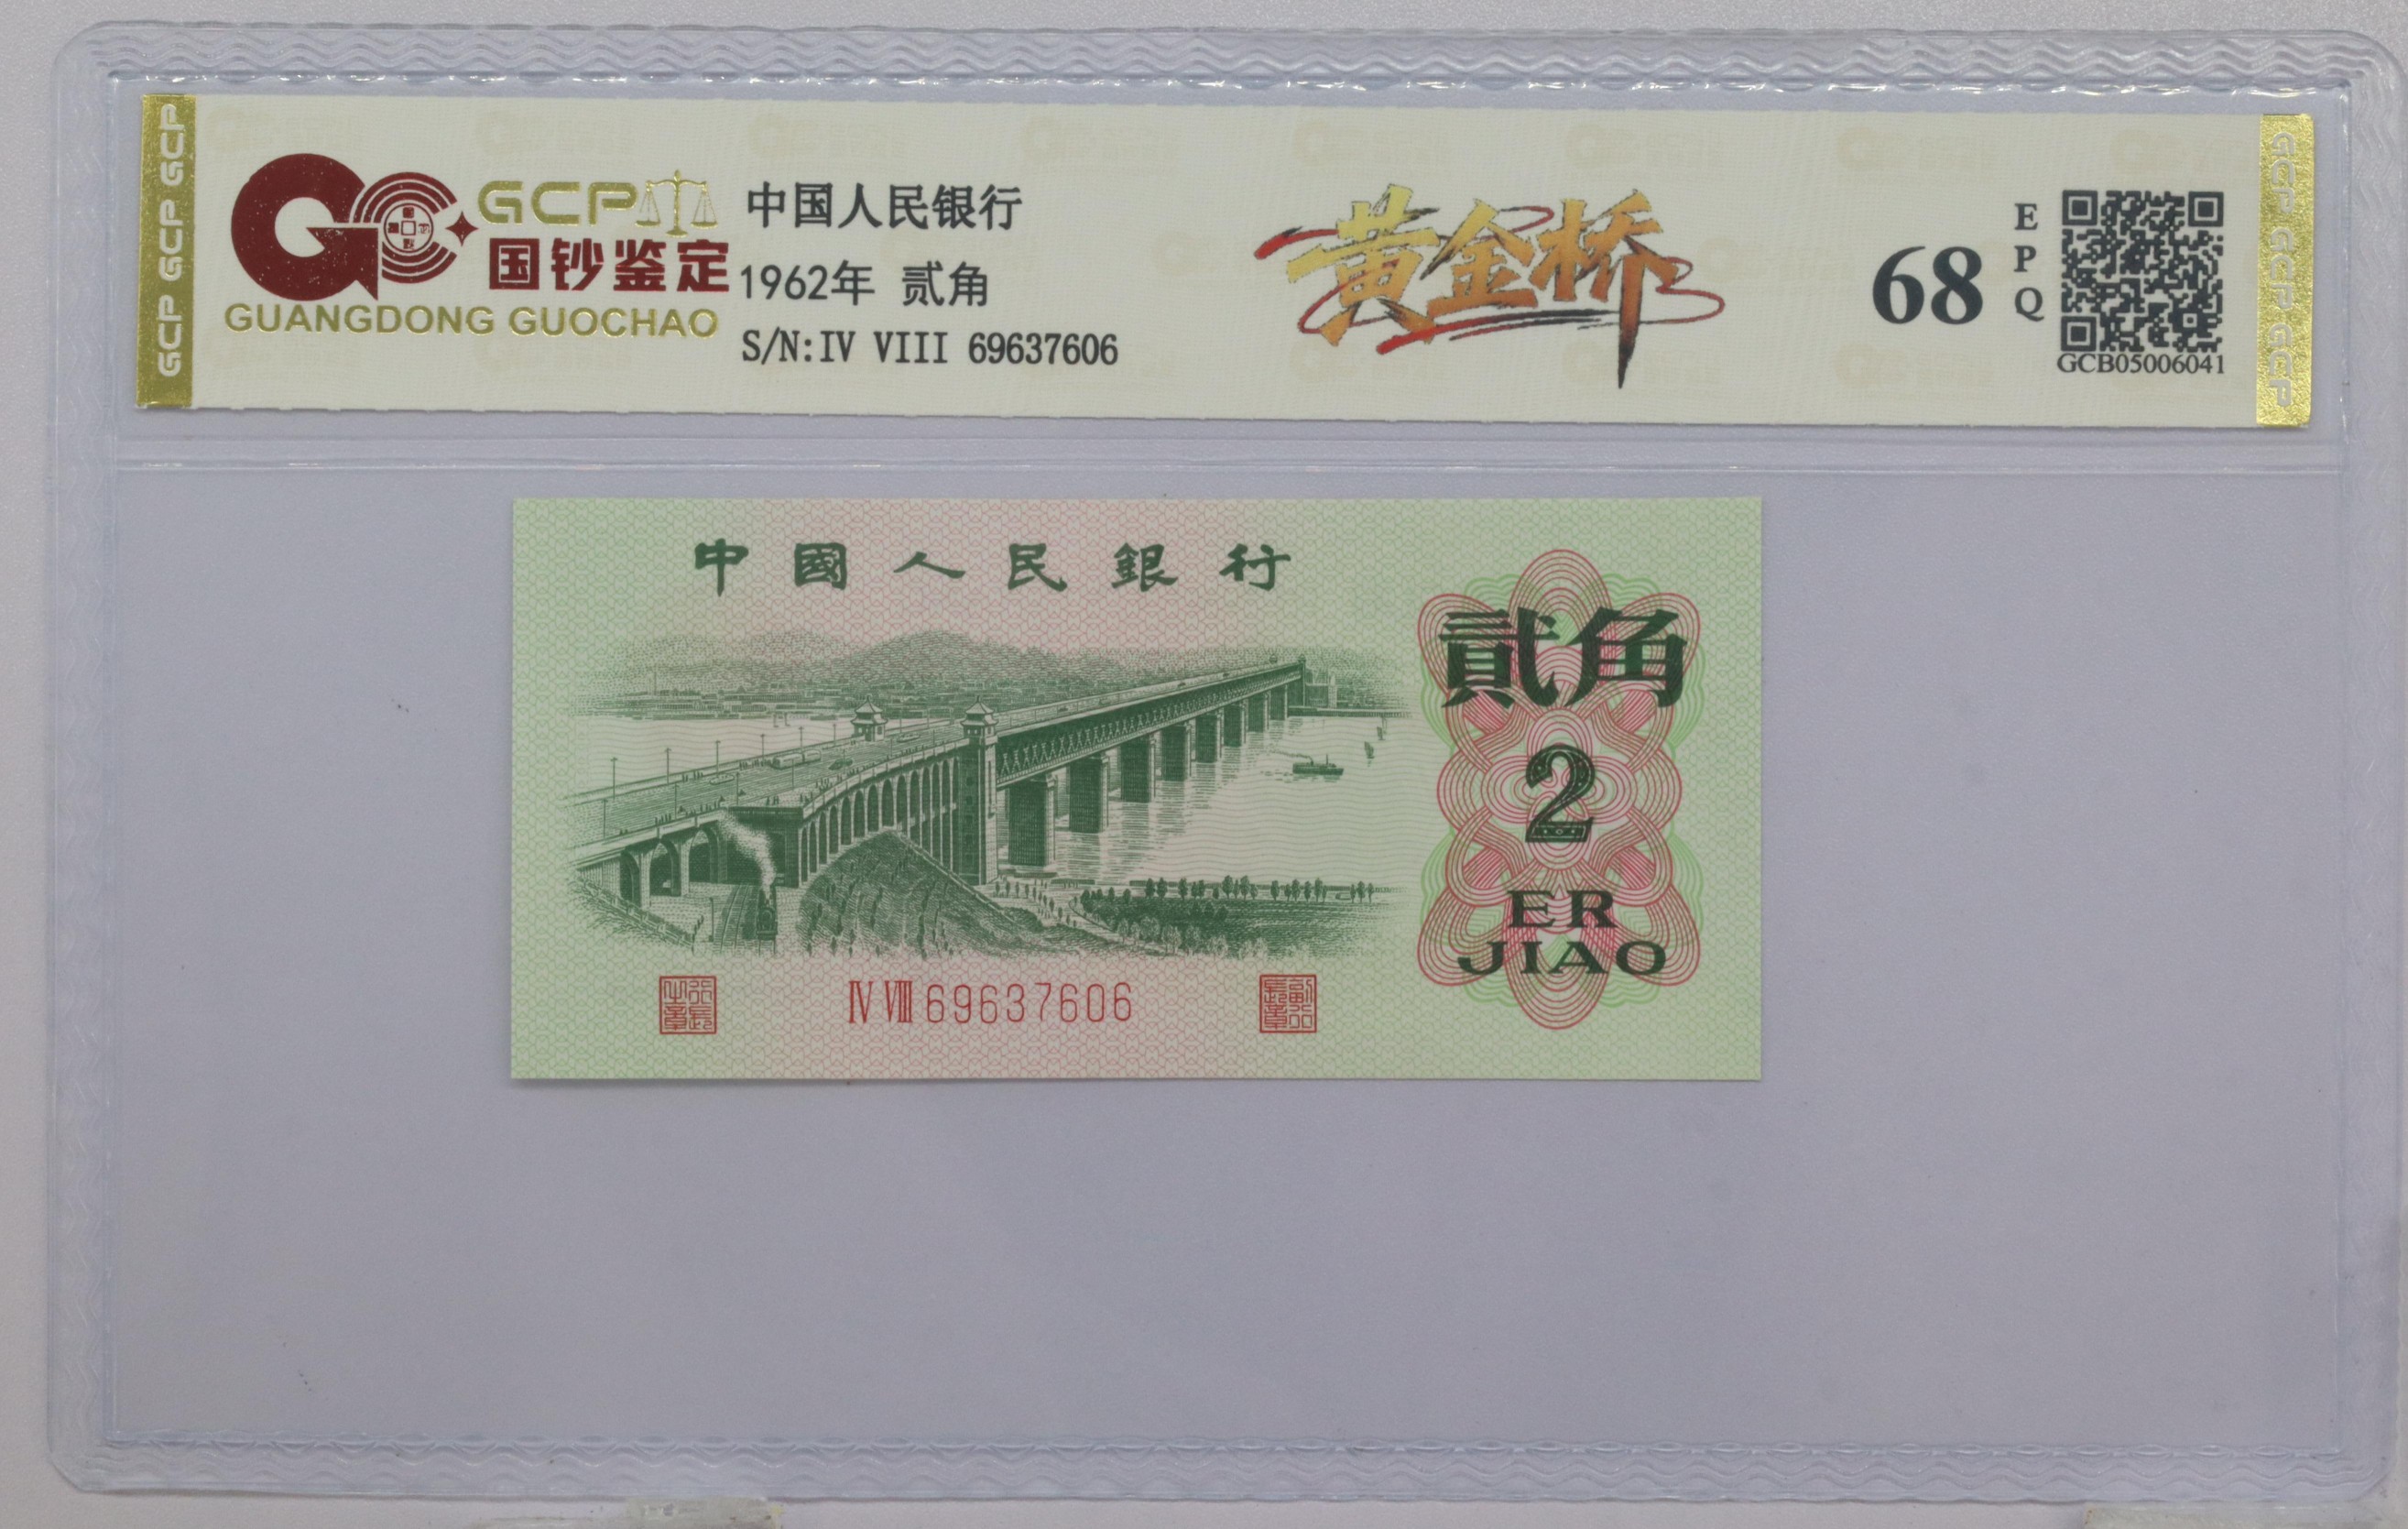 GCP GCP GCP
GCP
国钞鉴定
GUANGDONG GUOCHAO
中国人民银行
1962年 贰角
S/N:IV VIII 69637606
黄金桥
68
EPQ
GCB05006041
GCP GCP GCP
中國人民銀行
貳角
2
ER
JIAO
IV VIII 69637606